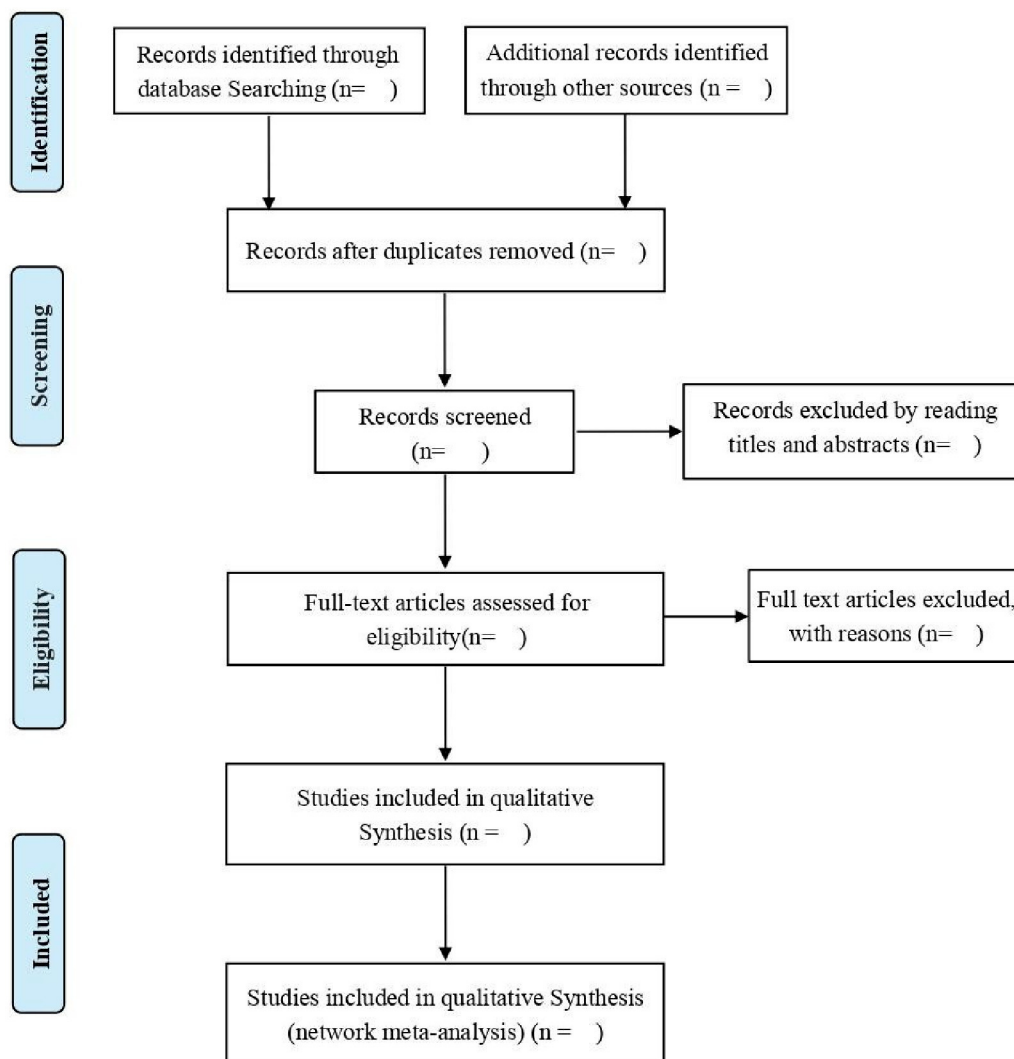 Identification
Records identified through
database Searching (n=    )
Additional records identified
through other sources (n =    )
Records after duplicates removed (n=    )
Screening
Records screened
(n=      )
Records excluded by reading
titles and abstracts (n=    )
Eligibility
Full-text articles assessed for
eligibility(n=    )
Full text articles excluded,
with reasons (n=    )
Included
Studies included in qualitative
Synthesis (n =    )
Studies included in qualitative Synthesis
(network meta-analysis) (n =    )